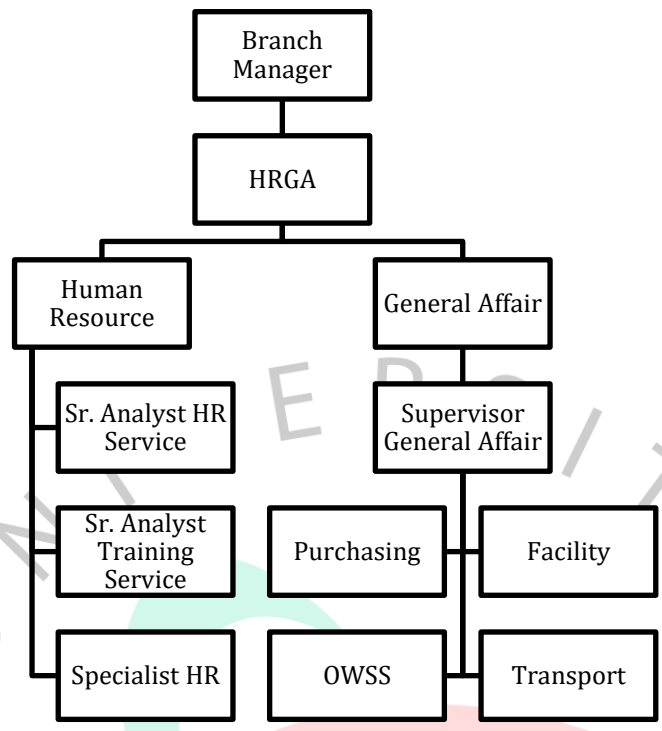 Branch
Manager
HRGA
Human
Resource
General Affair
Sr. Analyst HR
Service
Supervisor
General Affair
Sr. Analyst
Training
Service
Purchasing
Facility
Specialist HR
OWSS
Transport